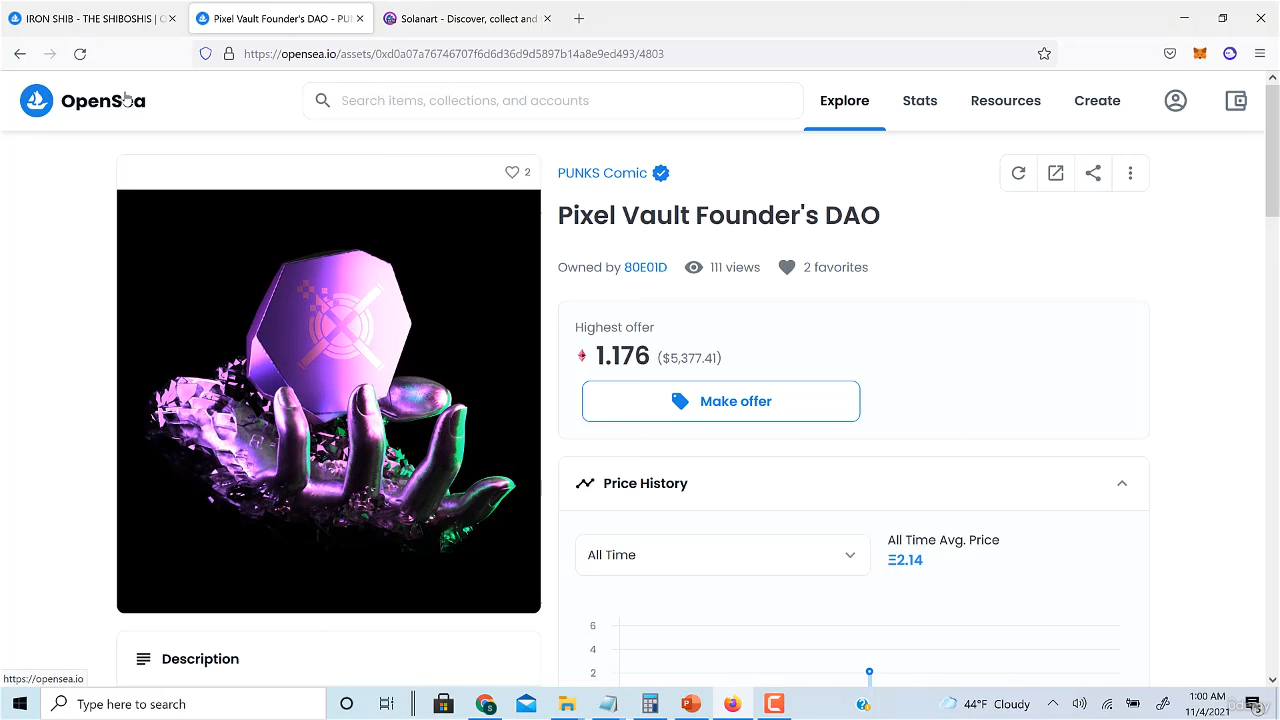 IRON SHIB - THE SHIBOSHIS | O
Pixel Vault Founder's DAO - PUN
Solanart - Discover, collect and
https://opensea.io/assets/0xd0a07a76746707f6d6d36d9d5897b14a8e9ed493/4803
OpenSea
Search items, collections, and accounts
Explore
Stats
Resources
Create
2
PUNKS Comic
Pixel Vault Founder's DAO
Owned by 80E01D
111 views
2 favorites
Highest offer
1.176 ($5,377.41)
Make offer
Price History
All Time
All Time Avg. Price
Ξ2.14
6
4
2
Description
https://opensea.io
Type here to search
44°F Cloudy
1:00 AM
11/4/2021
3